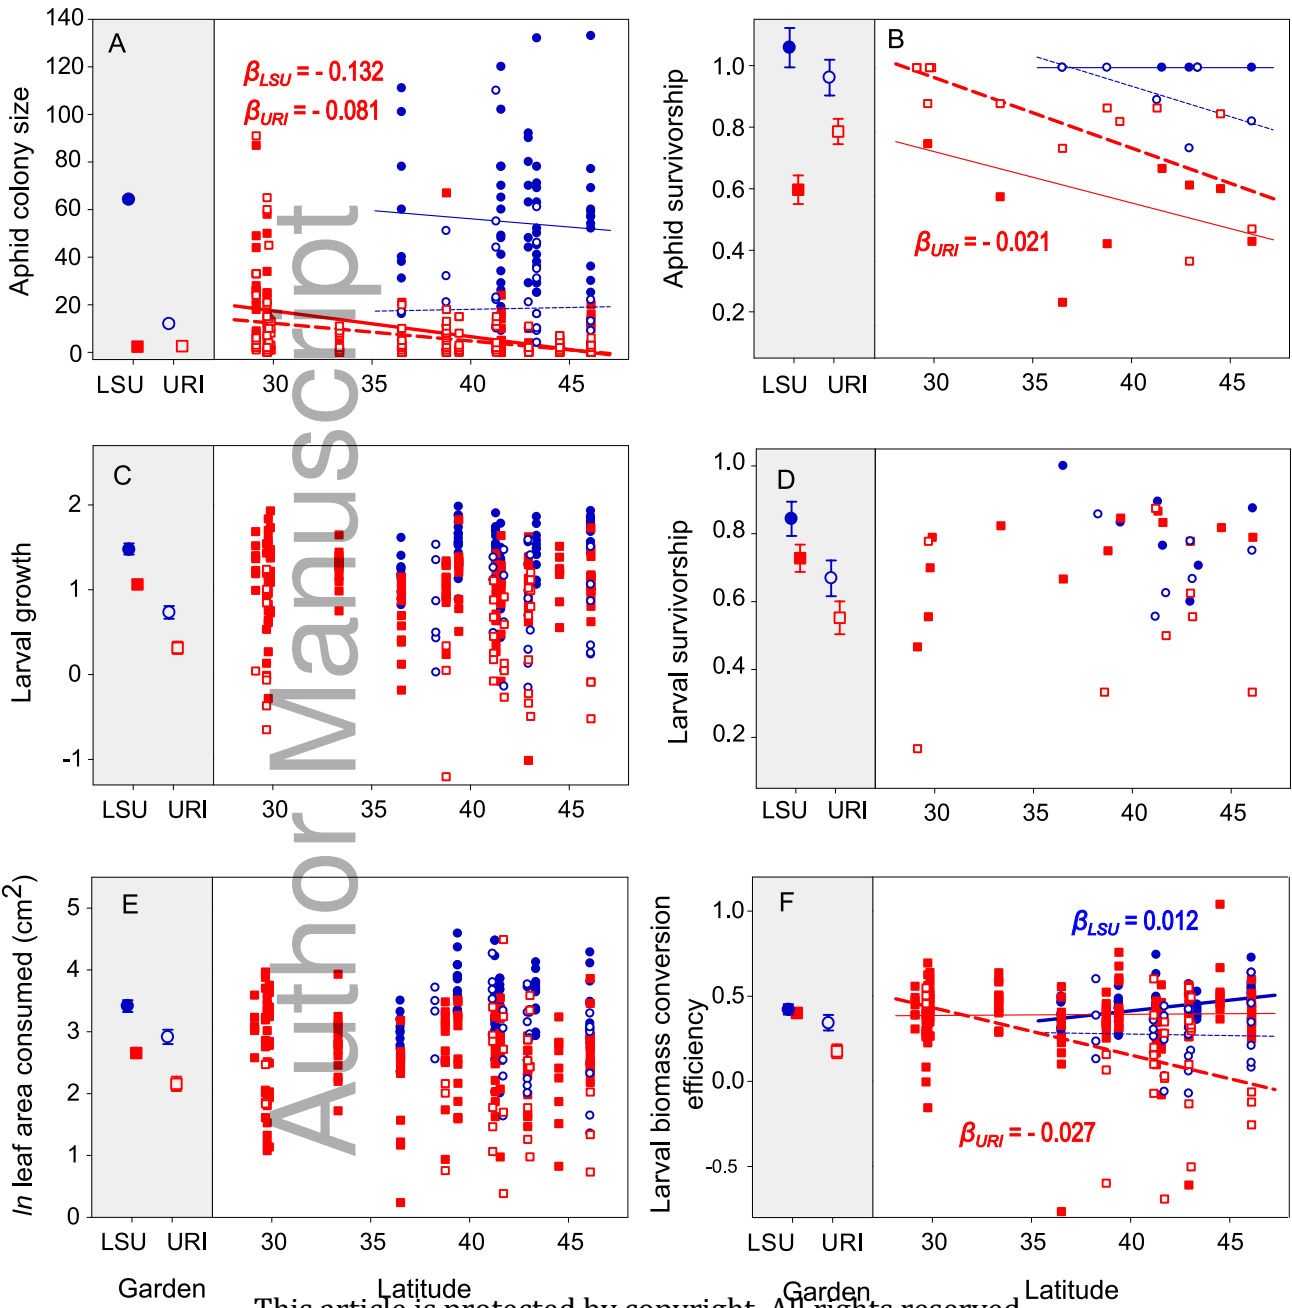 A
Aphid colony size
140
120
100
80
60
40
20
0
β_LSU = - 0.132
β_URI = - 0.081
LSU URI
30 35 40 45
B
Aphid survivorship
1.0
0.8
0.6
0.4
0.2
β_URI = - 0.021
LSU URI
30 35 40 45
C
Larval growth
2
1
0
-1
LSU URI
30 35 40 45
D
Larval survivorship
1.0
0.8
0.6
0.4
0.2
LSU URI
30 35 40 45
E
ln leaf area consumed (cm²)
5
4
3
2
1
0
LSU URI
30 35 40 45
Garden
Latitude
F
Larval biomass conversion
efficiency
1.0
0.5
0.0
-0.5
β_LSU = 0.012
β_URI = - 0.027
LSU URI
30 35 40 45
Garden
Latitude
Author Manuscript
This article is protected by copyright. All rights reserved